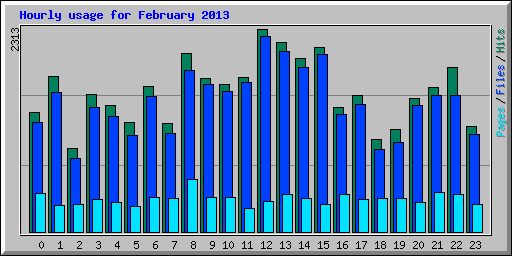 Hourly usage for February 2013
2313
Pages/Files/Hits
0 1 2 3 4 5 6 7 8 9 10 11 12 13 14 15 16 17 18 19 20 21 22 23